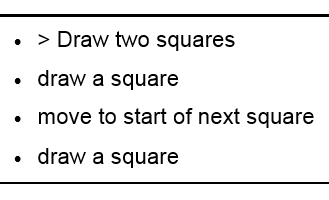 • > Draw two squares
• draw a square
• move to start of next square
• draw a square